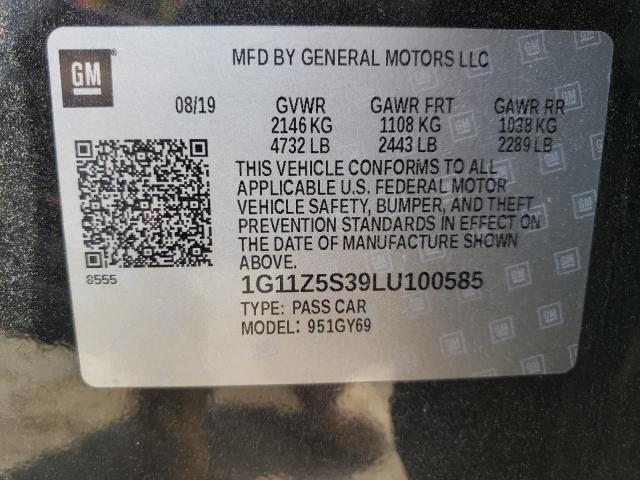 GM
MFD BY GENERAL MOTORS LLC
08/19 GVWR GAWR FRT GAWR RR
2146 KG 1108 KG 1038 KG
4732 LB 2443 LB 2289 LB
THIS VEHICLE CONFORMS TO ALL
APPLICABLE U.S. FEDERAL MOTOR
VEHICLE SAFETY, BUMPER, AND THEFT
PREVENTION STANDARDS IN EFFECT ON
THE DATE OF MANUFACTURE SHOWN
ABOVE.
8555
1G11Z5S39LU100585
TYPE: PASS CAR
MODEL: 951GY69